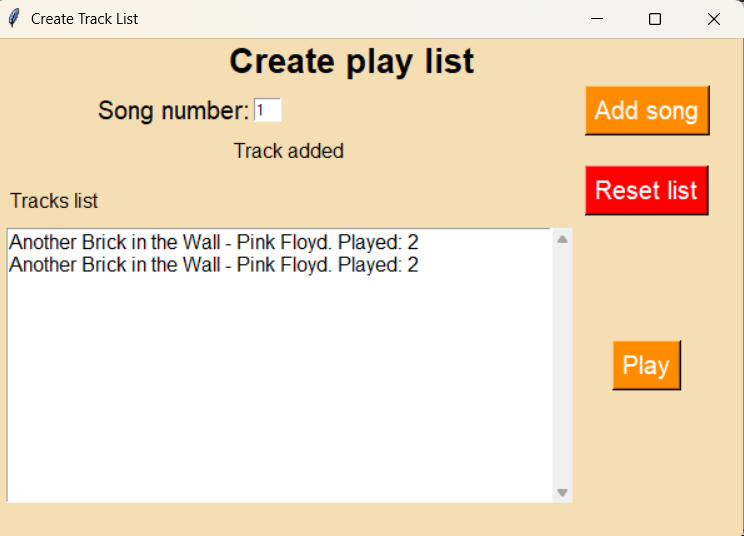 Create Track List
Create play list
Song number: 1
Add song
Track added
Reset list
Tracks list
Another Brick in the Wall - Pink Floyd. Played: 2
Another Brick in the Wall - Pink Floyd. Played: 2
Play